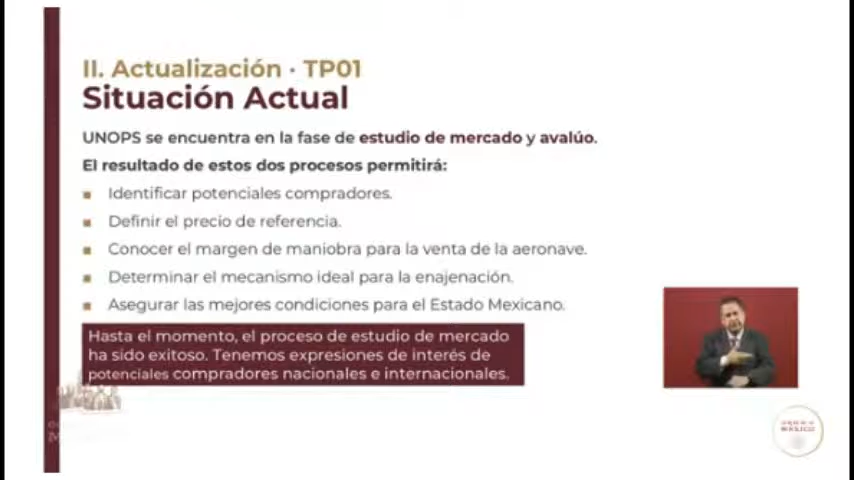 II. Actualización · TP01
Situación Actual
UNOPS se encuentra en la fase de estudio de mercado y avalúo.
El resultado de estos dos procesos permitirá:
Identificar potenciales compradores.
Definir el precio de referencia.
Conocer el margen de maniobra para la venta de la aeronave.
Determinar el mecanismo ideal para la enajenación.
Asegurar las mejores condiciones para el Estado Mexicano.
Hasta el momento, el proceso de estudio de mercado
ha sido exitoso. Tenemos expresiones de interés de
potenciales compradores nacionales e internacionales.
MÉXICO